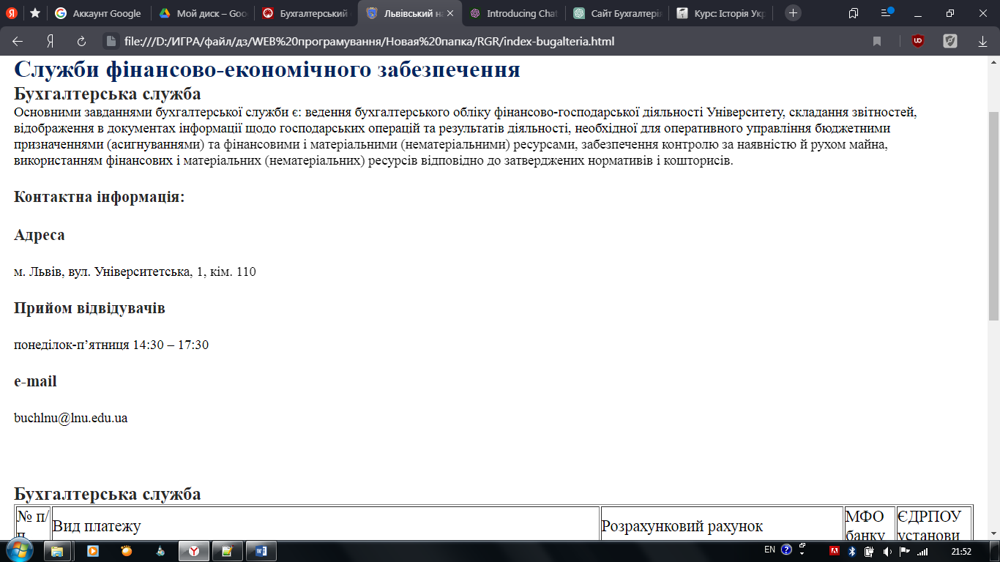 Аккаунт Google
Мой диск – Goo
Бухгалтерський
Львівський на
Introducing Chat
Сайт Бухгалтерія
Курс: Історія Укр
file:///D:/ИГРА/файл/дз/WEB%20програмування/Новая%20папка/RGR/index-bugalteria.html
Служби фінансово-економічного забезпечення
Бухгалтерська служба
Основними завданнями бухгалтерської служби є: ведення бухгалтерського обліку фінансово-господарської діяльності Університету, складання звітностей,
відображення в документах інформації щодо господарських операцій та результатів діяльності, необхідної для оперативного управління бюджетними
призначеннями (асигнуваннями) та фінансовими і матеріальними (нематеріальними) ресурсами, забезпечення контролю за наявністю й рухом майна,
використанням фінансових і матеріальних (нематеріальних) ресурсів відповідно до затверджених нормативів і кошторисів.
Контактна інформація:
Адреса
м. Львів, вул. Університетська, 1, кім. 110
Прийом відвідувачів
понеділок-п’ятниця 14:30 – 17:30
e-mail
buchlnu@lnu.edu.ua
Бухгалтерська служба
№ п/п
Вид платежу
Розрахунковий рахунок
МФО банку
ЄДРПОУ установи
EN
21:52